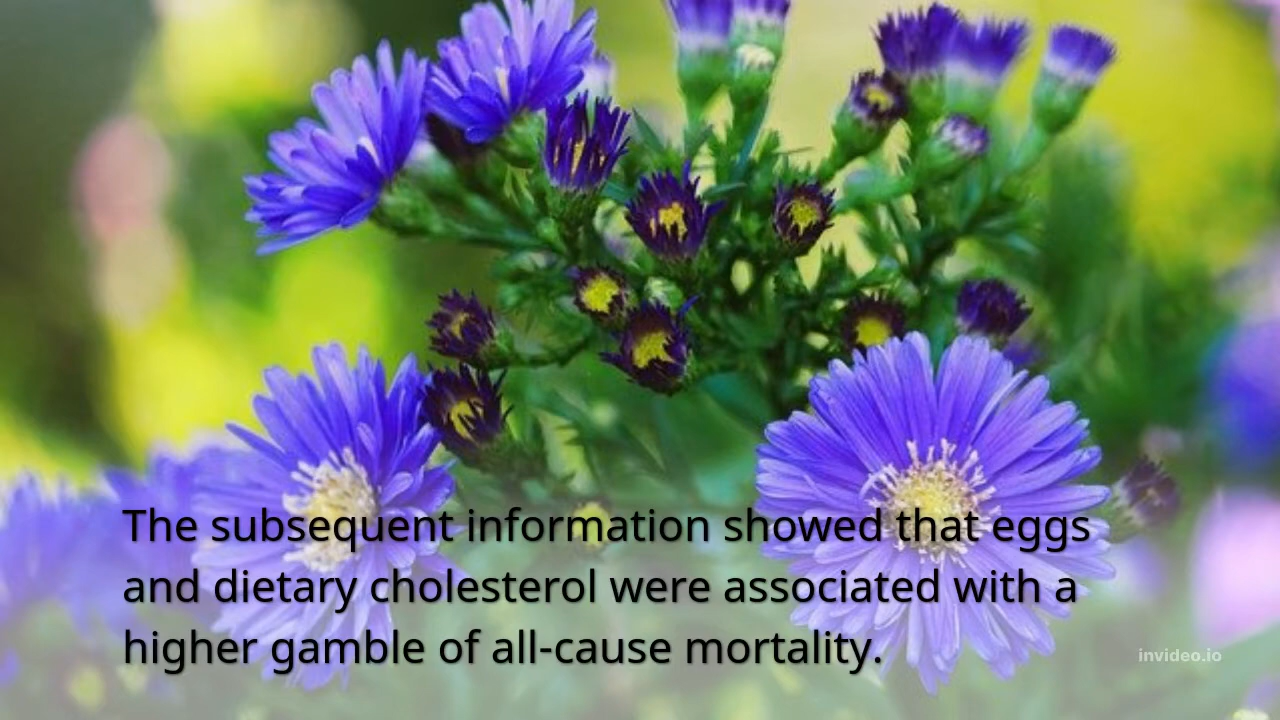 The subsequent information showed that eggs
and dietary cholesterol were associated with a
higher gamble of all-cause mortality.
invideo.io